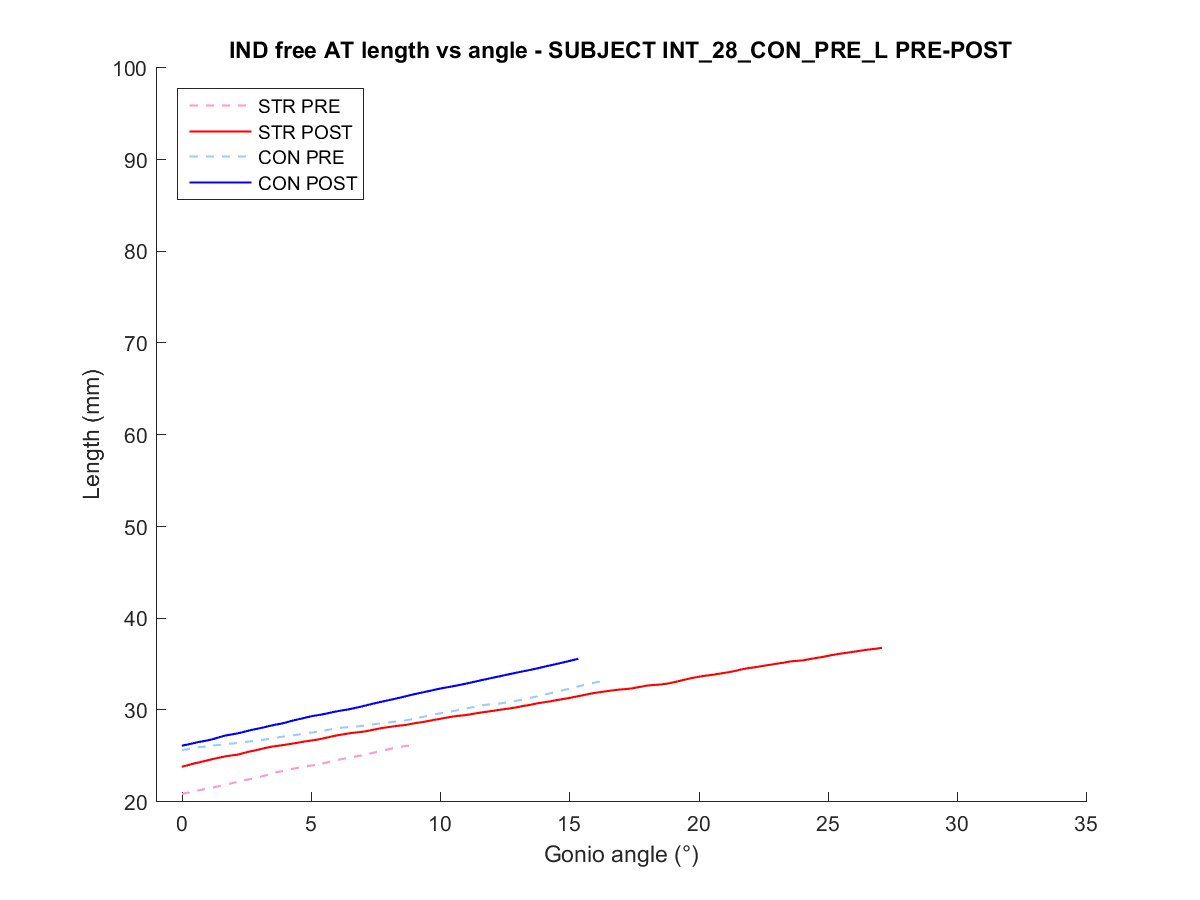 IND free AT length vs angle - SUBJECT INT_28_CON_PRE_L PRE-POST
100
90
80
70
60
50
40
30
20
Length (mm)
STR PRE
STR POST
CON PRE
CON POST
0 5 10 15 20 25 30 35
Gonio angle (°)